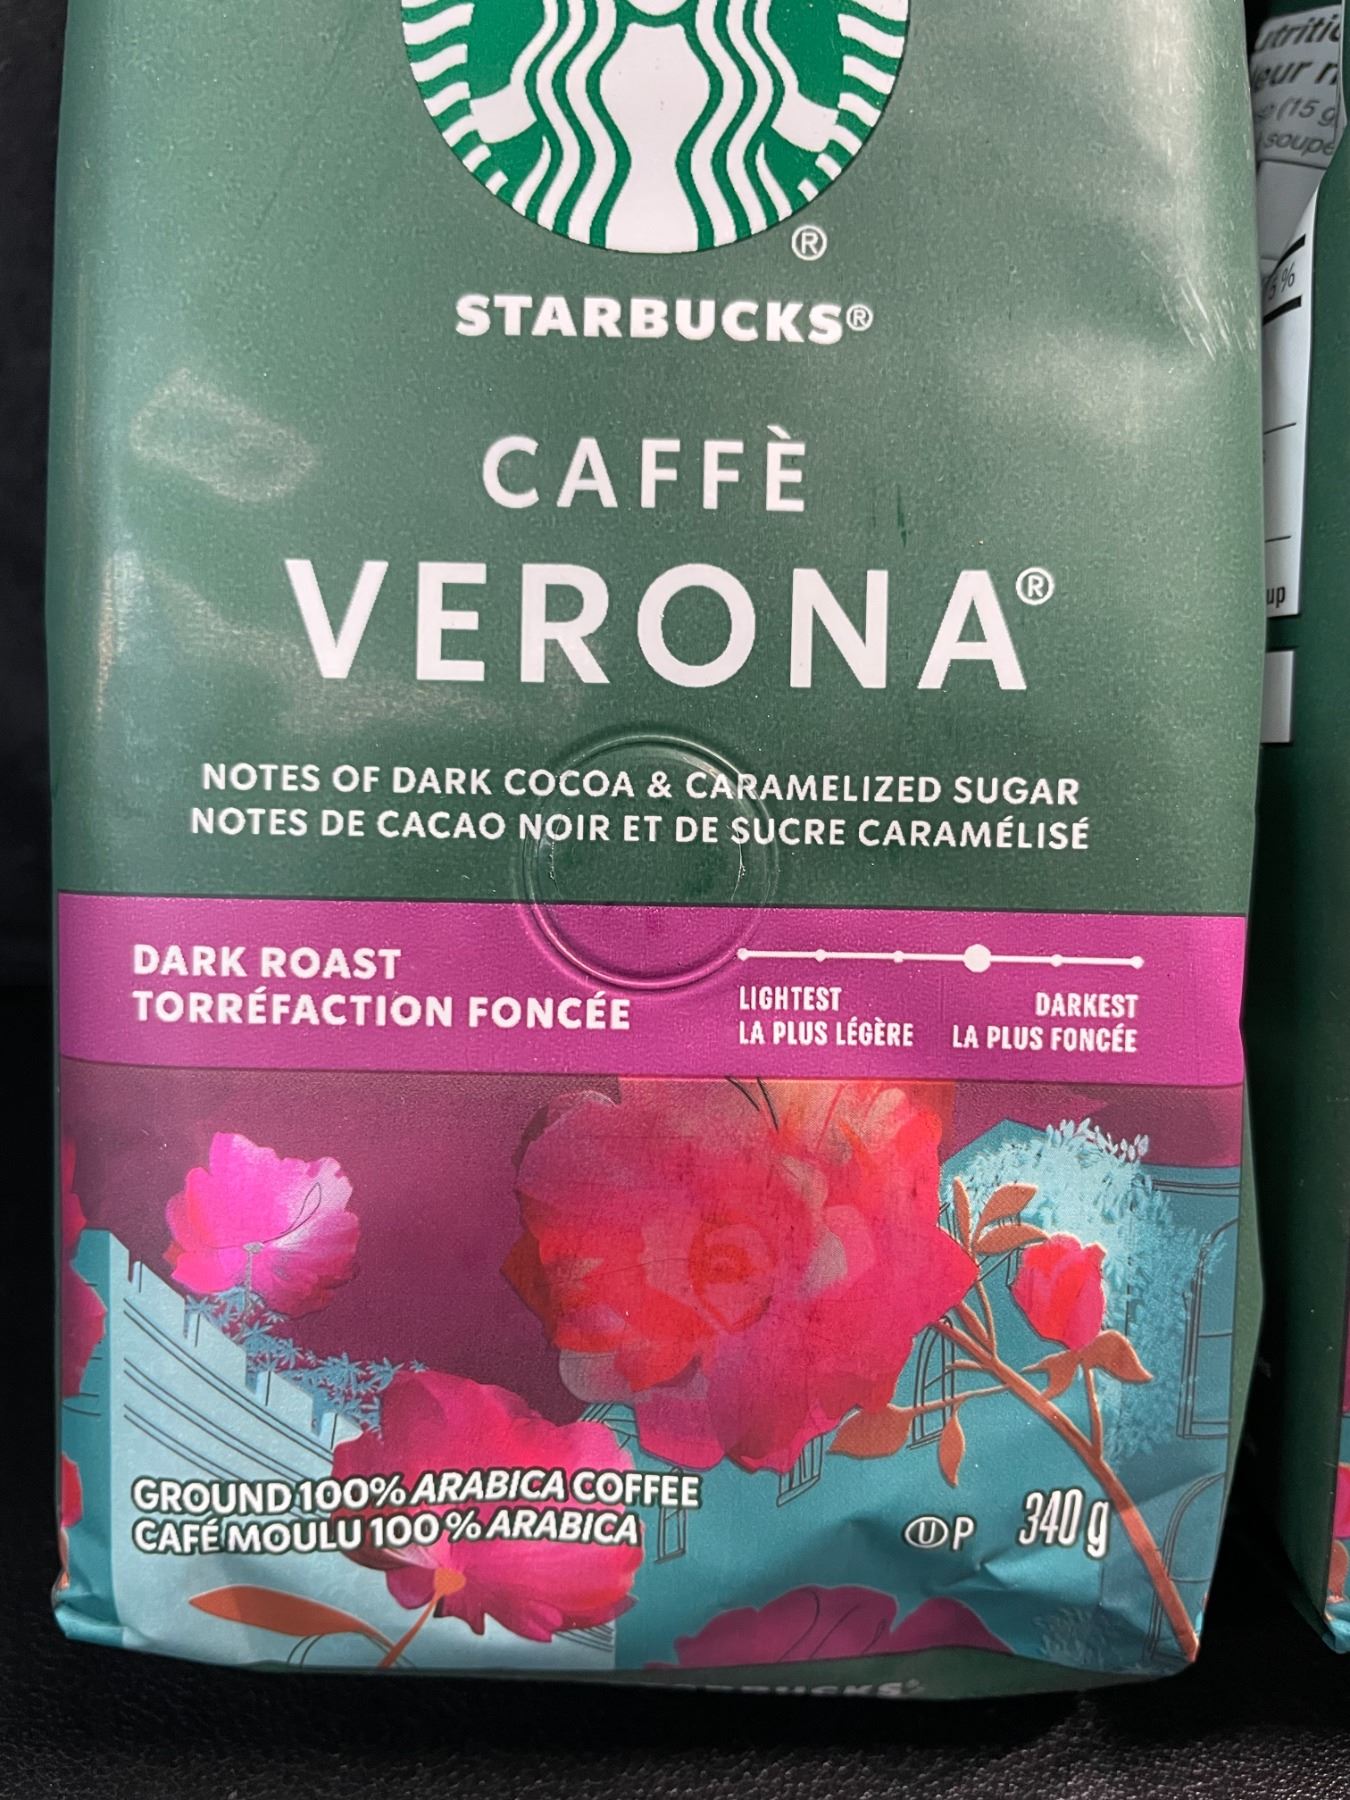 ®
STARBUCKS®
CAFFÈ
VERONA®
NOTES OF DARK COCOA & CARAMELIZED SUGAR
NOTES DE CACAO NOIR ET DE SUCRE CARAMÉLISÉ
DARK ROAST
TORRÉFACTION FONCÉE
LIGHTEST
LA PLUS LÉGÈRE
DARKEST
LA PLUS FONCÉE
GROUND 100% ARABICA COFFEE
CAFÉ MOULU 100 % ARABICA
Ⓤ P 340 g
(15 g